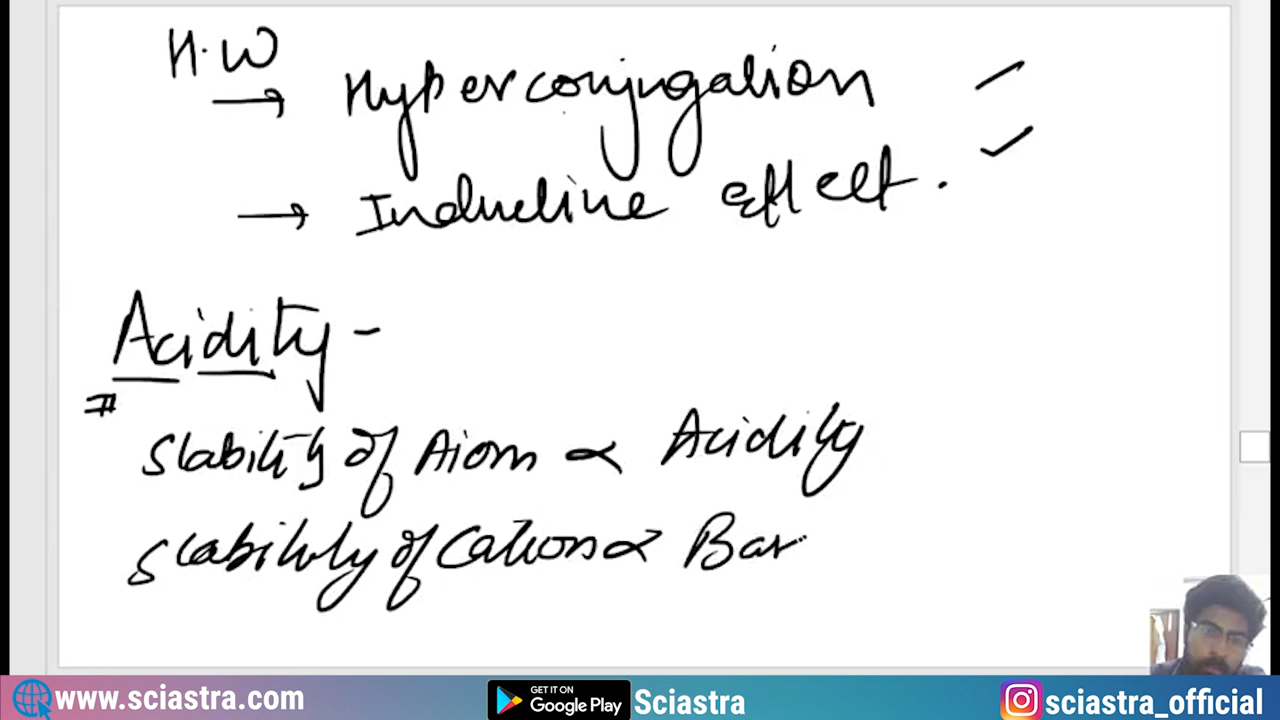 H.W
→ Hyperconjugation ✓
→ Inductive effect. ✓
Acidity -
Stability of Aiom ∝ Acidity
Stability of Cation ∝ Bas
www.sciastra.com
GET IT ON
Google Play
Sciastra
sciastra_official